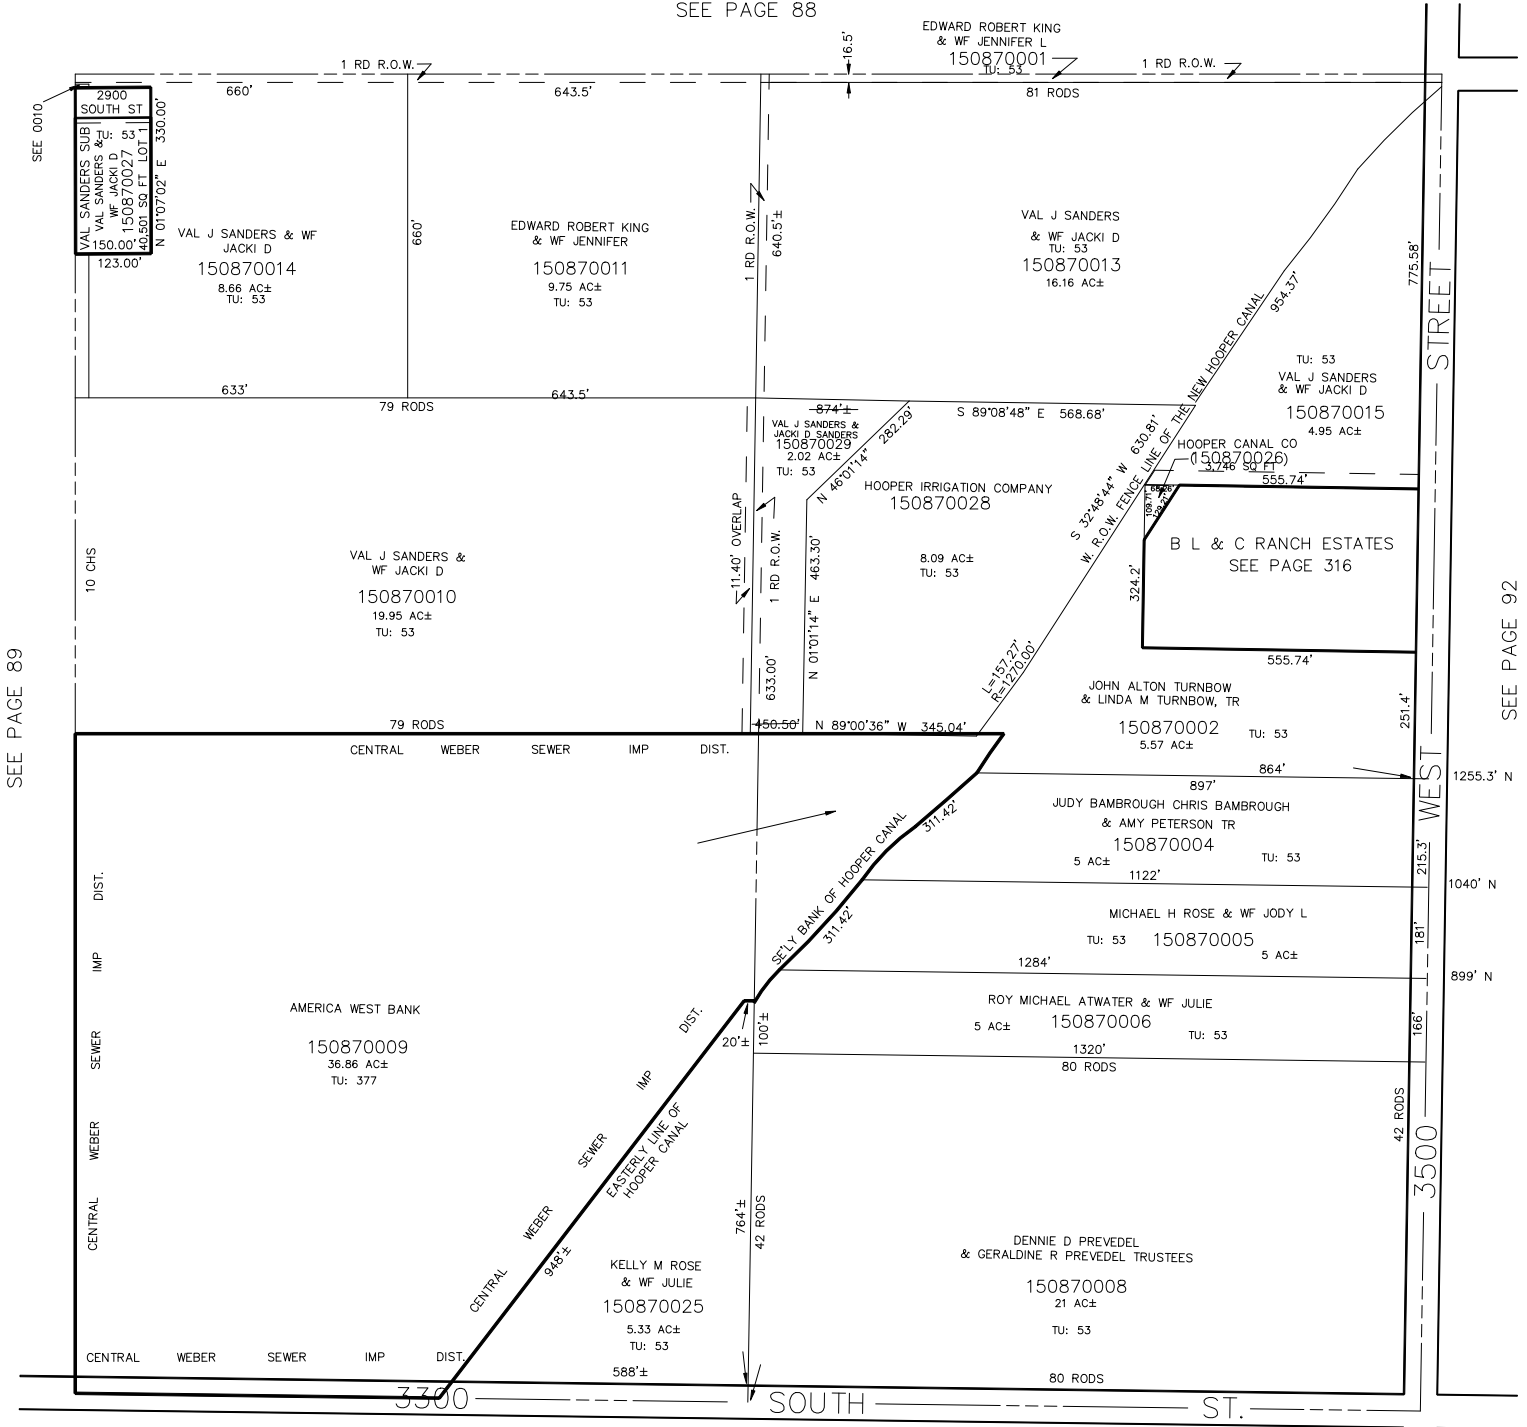 SEE PAGE 88
EDWARD ROBERT KING
& WF JENNIFER L
150870001
TU: 53
16.5'
1 RD R.O.W.
1 RD R.O.W.
660'
643.5'
81 RODS
SEE 0010
2900
SOUTH ST
VAL SANDERS SUB
TU: 53
VAL SANDERS &
WF JACKI D
150870027
40,501 SQ FT LOT 1
N 01°07'02" E 330.00'
150.00'
123.00'
VAL J SANDERS & WF
JACKI D
150870014
8.66 AC±
TU: 53
660'
EDWARD ROBERT KING
& WF JENNIFER
150870011
9.75 AC±
TU: 53
1 RD R.O.W.
640.5'±
VAL J SANDERS
& WF JACKI D
TU: 53
150870013
16.16 AC±
775.58'
954.37'
TU: 53
VAL J SANDERS
& WF JACKI D
150870015
4.95 AC±
633'
643.5'
79 RODS
874'±
VAL J SANDERS &
JACKI D SANDERS
150870029
2.02 AC±
TU: 53
N 46°01'14" 282.29'
S 89°08'48" E 568.68'
S 32°48'44" W 630.81'
W. R.O.W. FENCE LINE OF THE NEW HOOPER CANAL
HOOPER CANAL CO
(150870026)
3,746 SQ FT
555.74'
109.71'
129.21'
HOOPER IRRIGATION COMPANY
150870028
8.09 AC±
TU: 53
B L & C RANCH ESTATES
SEE PAGE 316
324.2'
555.74'
11.40' OVERLAP
1 RD R.O.W.
N 01°01'14" E 463.30'
10 CHS
VAL J SANDERS &
WF JACKI D
150870010
19.95 AC±
TU: 53
SEE PAGE 89
SEE PAGE 92
633.00'
L=157.27'
R=1270.00'
JOHN ALTON TURNBOW
& LINDA M TURNBOW, TR
150870002
TU: 53
5.57 AC±
251.4'
79 RODS
450.50'
N 89°00'36" W 345.04'
CENTRAL WEBER SEWER IMP DIST.
864'
897'
1255.3' N
JUDY BAMBROUGH CHRIS BAMBROUGH
& AMY PETERSON TR
150870004
5 AC±
TU: 53
311.42'
215.3'
1122'
1040' N
SE'LY BANK OF HOOPER CANAL
311.42'
MICHAEL H ROSE & WF JODY L
TU: 53
150870005
5 AC±
181'
1284'
899' N
ROY MICHAEL ATWATER & WF JULIE
5 AC±
150870006
TU: 53
166'
1320'
80 RODS
CENTRAL WEBER SEWER IMP DIST.
AMERICA WEST BANK
150870009
36.86 AC±
TU: 377
20'±
100'±
CENTRAL WEBER SEWER IMP DIST.
EASTERLY LINE OF
HOOPER CANAL
948'±
764'±
42 RODS
42 RODS
KELLY M ROSE
& WF JULIE
150870025
5.33 AC±
TU: 53
588'±
DENNIE D PREVEDEL
& GERALDINE R PREVEDEL TRUSTEES
150870008
21 AC±
TU: 53
80 RODS
CENTRAL WEBER SEWER IMP DIST.
3300 SOUTH ST.
3500 WEST STREET